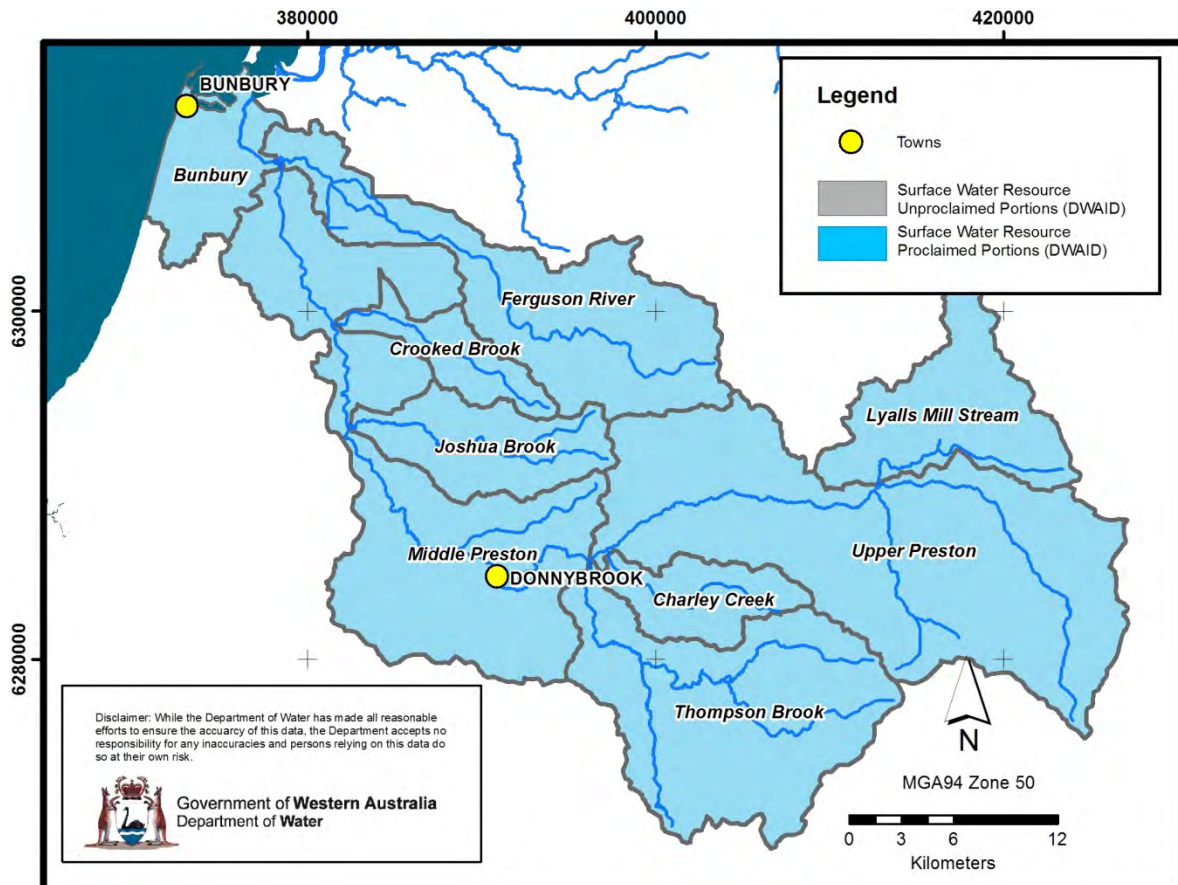 380000
400000
420000
BUNBURY
Bunbury
Legend
Towns
Surface Water Resource
Unproclaimed Portions (DWAID)
Surface Water Resource
Proclaimed Portions (DWAID)
6300000
Ferguson River
Crooked Brook
Lyalls Mill Stream
Joshua Brook
Middle Preston
DONNYBROOK
Upper Preston
Charley Creek
6280000
Thompson Brook
N
MGA94 Zone 50
0 3 6 12
Kilometers
Disclaimer: While the Department of Water has made all reasonable
efforts to ensure the accuarcy of this data, the Department accepts no
responsibility for any inaccuracies and persons relying on this data do
so at their own risk.
Government of Western Australia
Department of Water